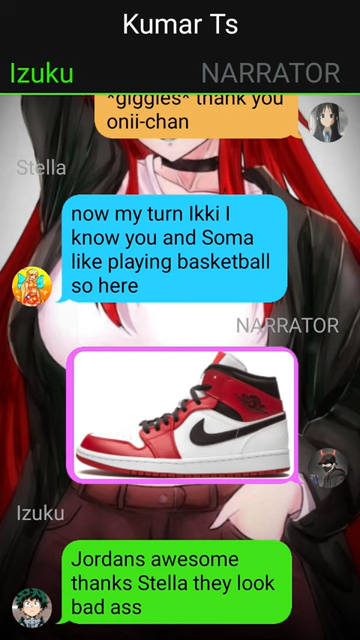 Kumar Ts
Izuku
NARRATOR
*giggles* thank you
onii-chan
Stella
now my turn Ikki I
know you and Soma
like playing basketball
so here
NARRATOR
Izuku
Jordans awesome
thanks Stella they look
bad ass